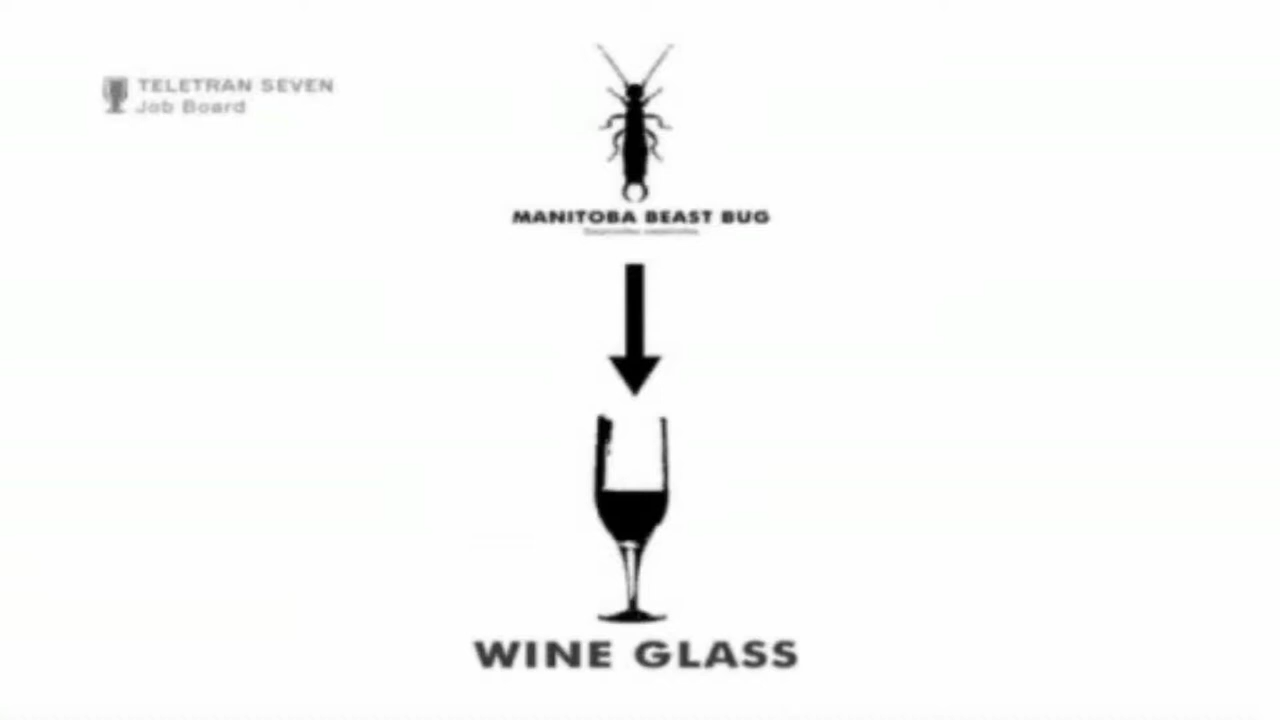 TELETRAN SEVEN
Job Board
MANITOBA BEAST BUG
WINE GLASS